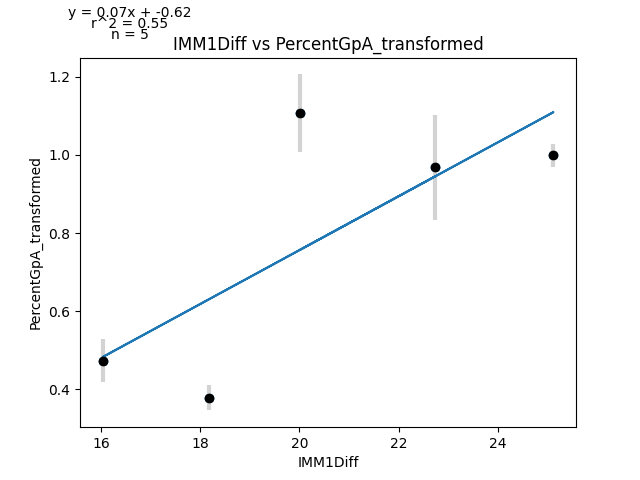 y = 0.07x + -0.62
r^2 = 0.55
n = 5
IMM1Diff vs PercentGpA_transformed
1.2
1.0
0.8
0.6
0.4
PercentGpA_transformed
16 18 20 22 24
IMM1Diff